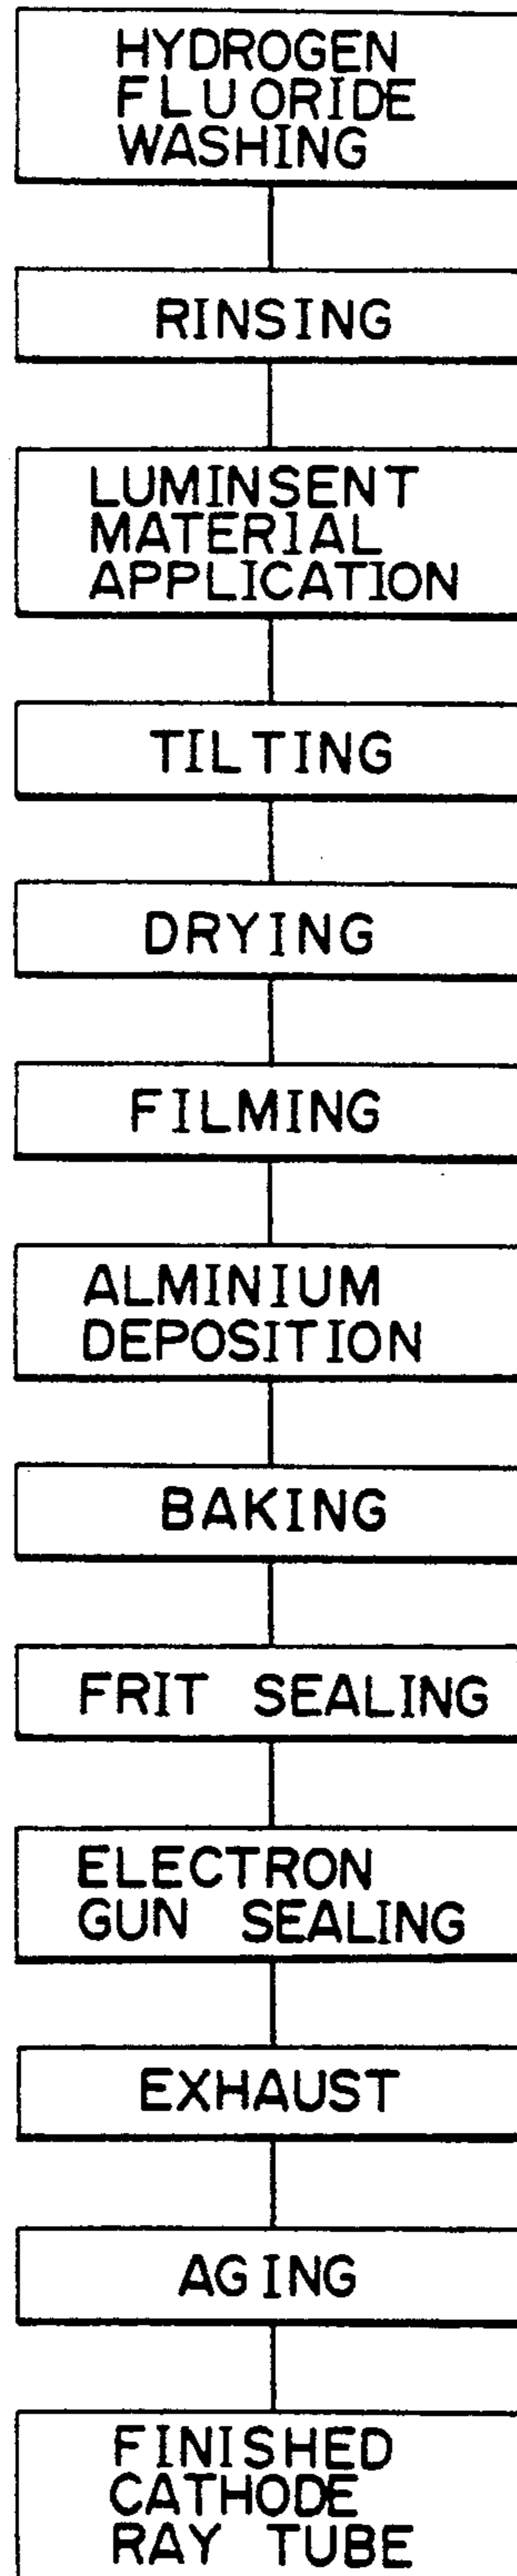 HYDROGEN
FLUORIDE
WASHING
RINSING
LUMINSENT
MATERIAL
APPLICATION
TILTING
DRYING
FILMING
ALMINIUM
DEPOSITION
BAKING
FRIT SEALING
ELECTRON
GUN SEALING
EXHAUST
AGING
FINISHED
CATHODE
RAY TUBE